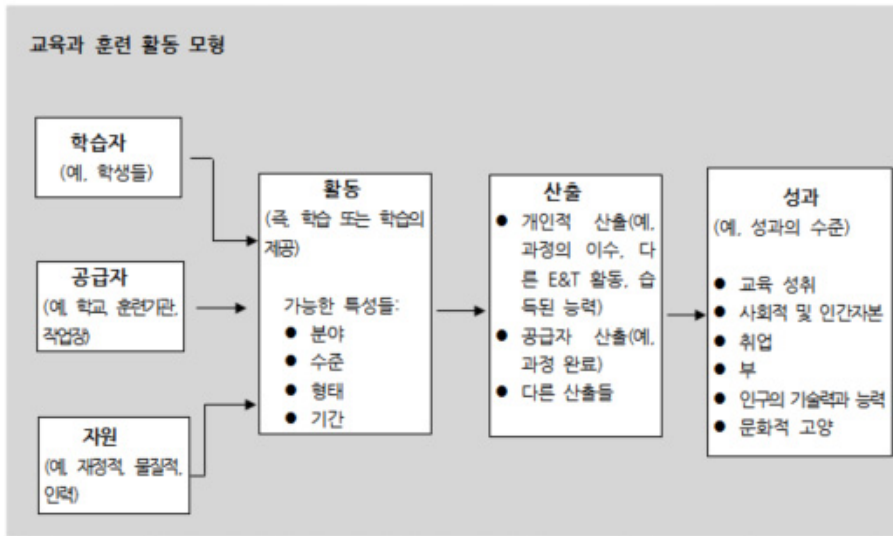 교육과 훈련 활동 모형
학습자
(예, 학생들)
공급자
(예, 학교, 훈련기관,
작업장)
자원
(예, 재정적, 물질적,
인력)
활동
(즉, 학습 또는 학습의
제공)
가능한 특성들:
● 분야
● 수준
● 형태
● 기간
산출
● 개인적 산출(예,
과정의 이수, 다
른 E&T 활동, 습
득된 능력)
● 공급자 산출(예,
과정 완료)
● 다른 산출들
성과
(예, 성과의 수준)
● 교육 성취
● 사회적 및 인간자본
● 취업
● 부
● 인구의 기술력과 능력
● 문화적 고양